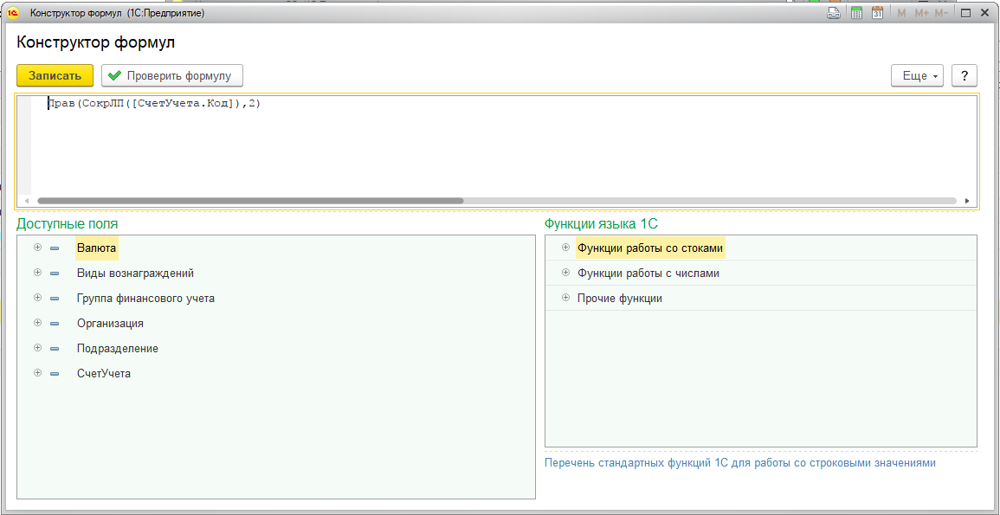 Конструктор формул (1С:Предприятие)
31 M M+ M-
Конструктор формул
Записать Проверить формулу Еще ?
Прав(СокрЛП([СчетУчета.Код]),2)
Доступные поля
Валюта
Виды вознаграждений
Группа финансового учета
Организация
Подразделение
СчетУчета
Функции языка 1С
Функции работы со стоками
Функции работы с числами
Прочие функции
Перечень стандартных функций 1С для работы со строковыми значениями